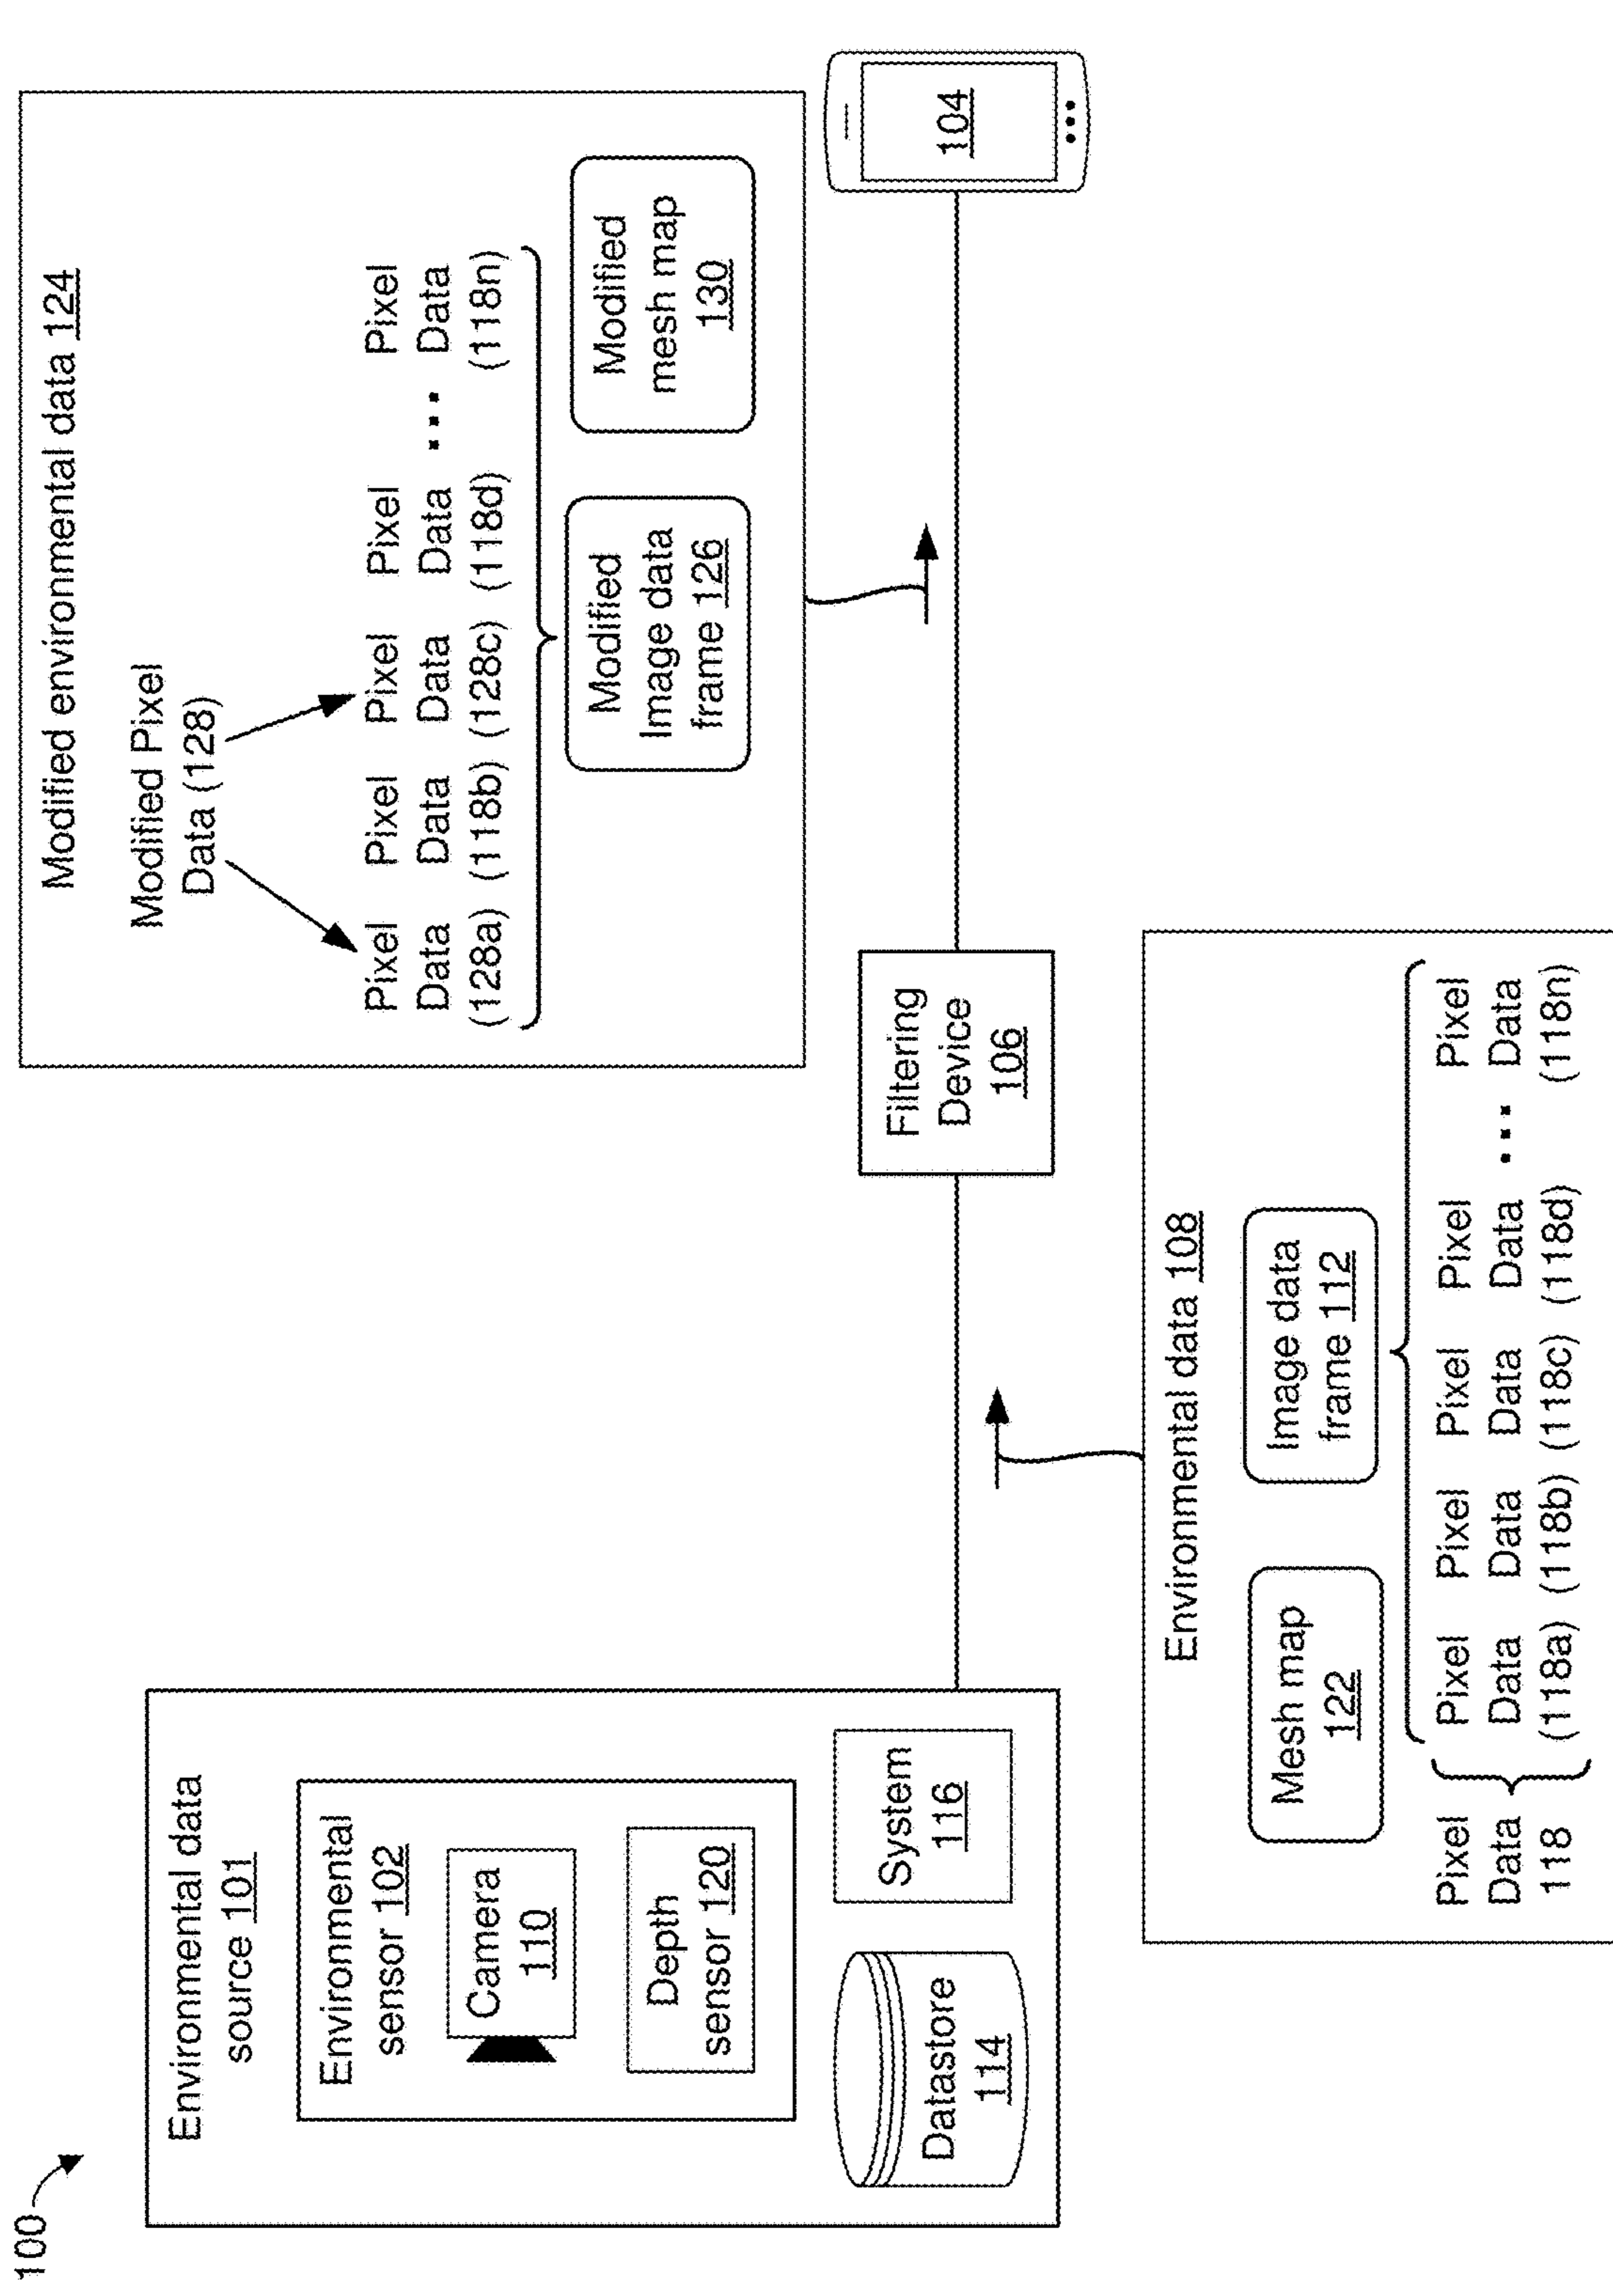 100
Environmental data
source 101
Environmental
sensor 102
Camera
110
Depth
sensor 120
Datastore
114
System
116
Environmental data 108
Mesh map
122
Image data
frame 112
Pixel
Data
118
Pixel Pixel Pixel Pixel Pixel
Data Data Data Data ... Data
(118a) (118b) (118c) (118d) (118n)
Filtering
Device
106
Modified environmental data 124
Modified Pixel
Data (128)
Pixel Pixel Pixel Pixel Pixel
Data Data Data Data ... Data
(128a) (118b) (128c) (118d) (118n)
Modified
Image data
frame 126
Modified
mesh map
130
104